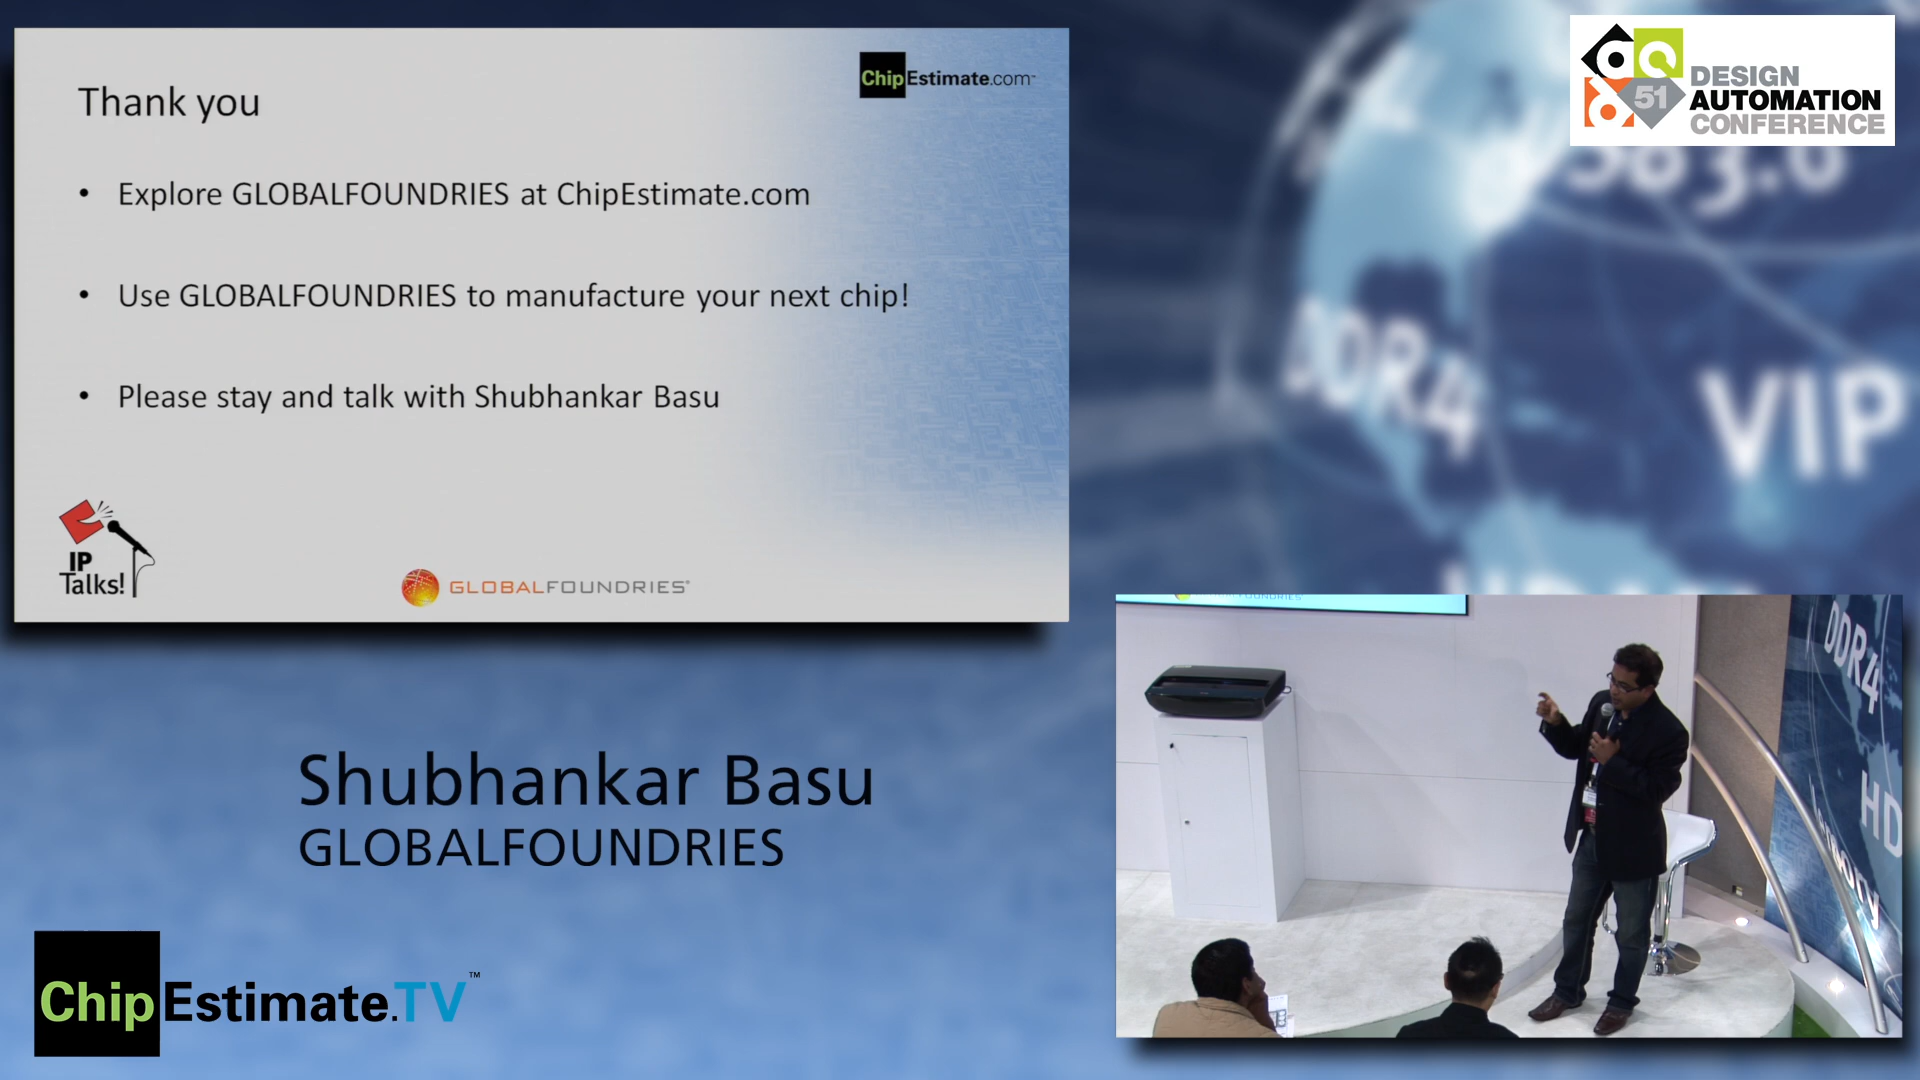 Thank you
ChipEstimate.com
• Explore GLOBALFOUNDRIES at ChipEstimate.com
• Use GLOBALFOUNDRIES to manufacture your next chip!
• Please stay and talk with Shubhankar Basu
IP
Talks!
GLOBALFOUNDRIES®
51
DESIGN
AUTOMATION
CONFERENCE
DDR4
VIP
Shubhankar Basu
GLOBALFOUNDRIES
ChipEstimate.TV™
DDR4
HD